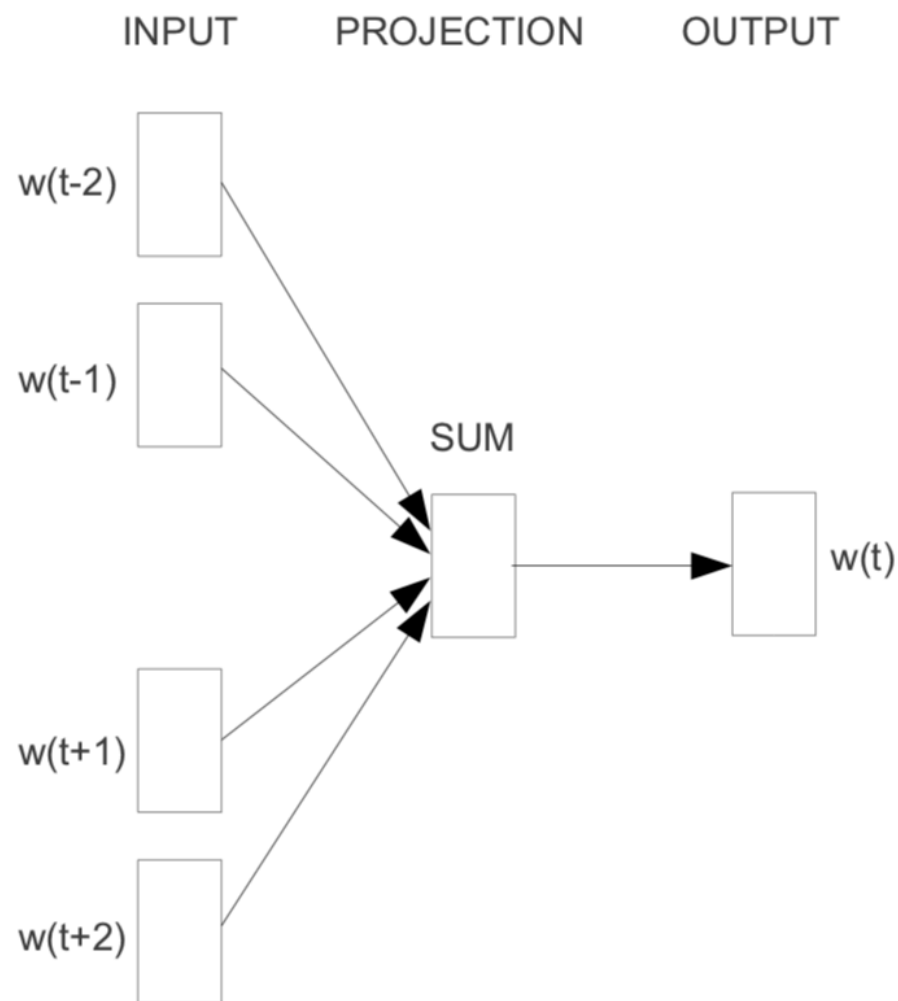 INPUT PROJECTION OUTPUT
w(t-2)
w(t-1)
SUM
w(t)
w(t+1)
w(t+2)